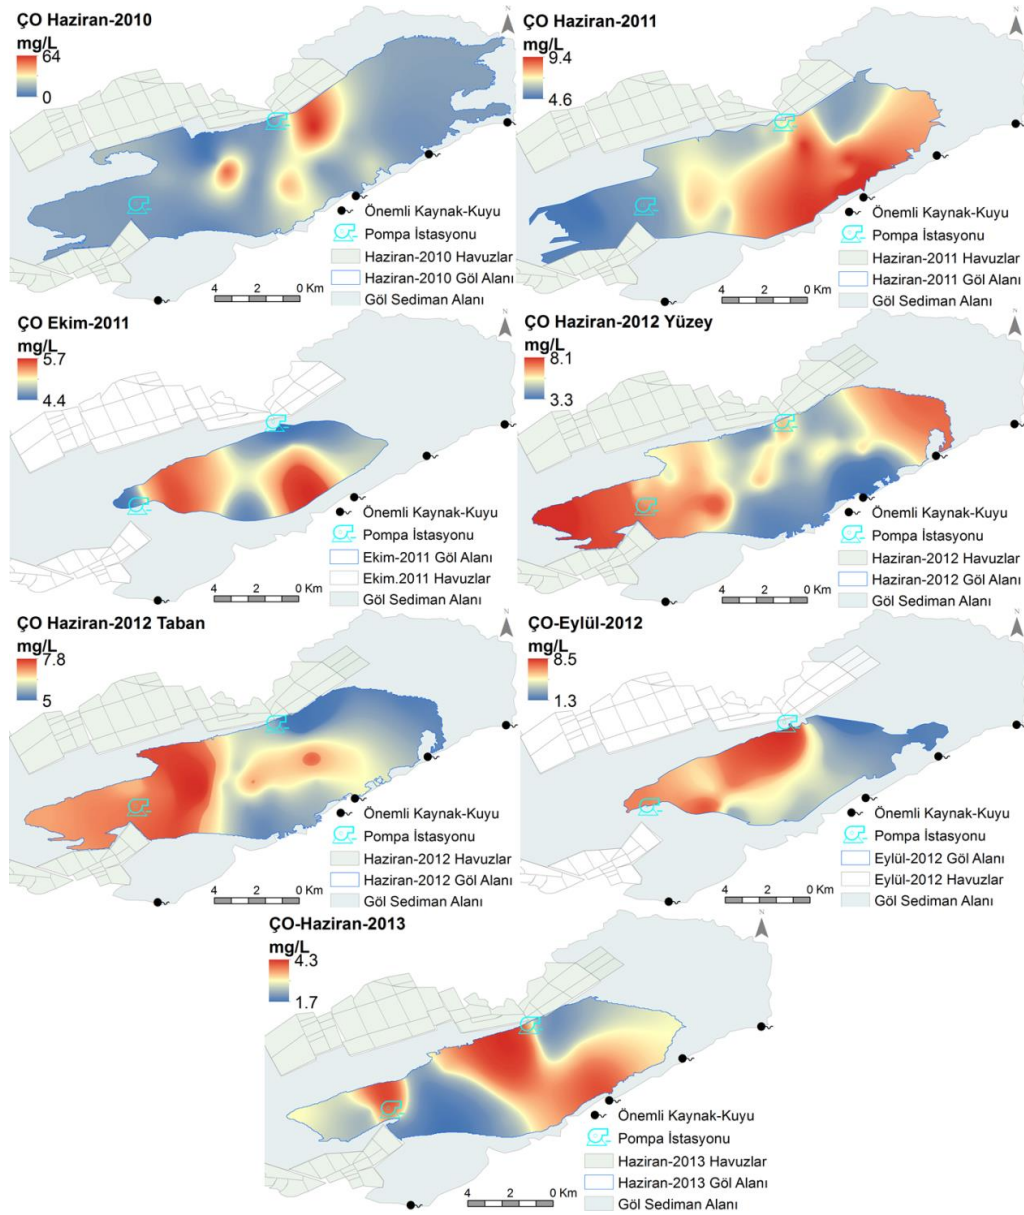 ÇO Haziran-2010
mg/L
64
0
N
Önemli Kaynak-Kuyu
Pompa İstasyonu
Haziran-2010 Havuzlar
Haziran-2010 Göl Alanı
Göl Sediman Alanı
4 2 0 Km
ÇO Haziran-2011
mg/L
9.4
4.6
N
Önemli Kaynak-Kuyu
Pompa İstasyonu
Haziran-2011 Havuzlar
Haziran-2011 Göl Alanı
Göl Sediman Alanı
4 2 0 Km
ÇO Ekim-2011
mg/L
5.7
4.4
N
Önemli Kaynak-Kuyu
Pompa İstasyonu
Ekim-2011 Göl Alanı
Ekim.2011 Havuzlar
Göl Sediman Alanı
4 2 0 Km
ÇO Haziran-2012 Yüzey
mg/L
8.1
3.3
N
Önemli Kaynak-Kuyu
Pompa İstasyonu
Haziran-2012 Havuzlar
Haziran-2012 Göl Alanı
Göl Sediman Alanı
4 2 0 Km
ÇO Haziran-2012 Taban
mg/L
7.8
5
N
Önemli Kaynak-Kuyu
Pompa İstasyonu
Haziran-2012 Havuzlar
Haziran-2012 Göl Alanı
Göl Sediman Alanı
4 2 0 Km
ÇO-Eylül-2012
mg/L
8.5
1.3
N
Önemli Kaynak-Kuyu
Pompa İstasyonu
Eylül-2012 Göl Alanı
Eylül-2012 Havuzlar
Göl Sediman Alanı
4 2 0 Km
ÇO-Haziran-2013
mg/L
4.3
1.7
N
Önemli Kaynak-Kuyu
Pompa İstasyonu
Haziran-2013 Havuzlar
Haziran-2013 Göl Alanı
Göl Sediman Alanı
4 2 0 Km